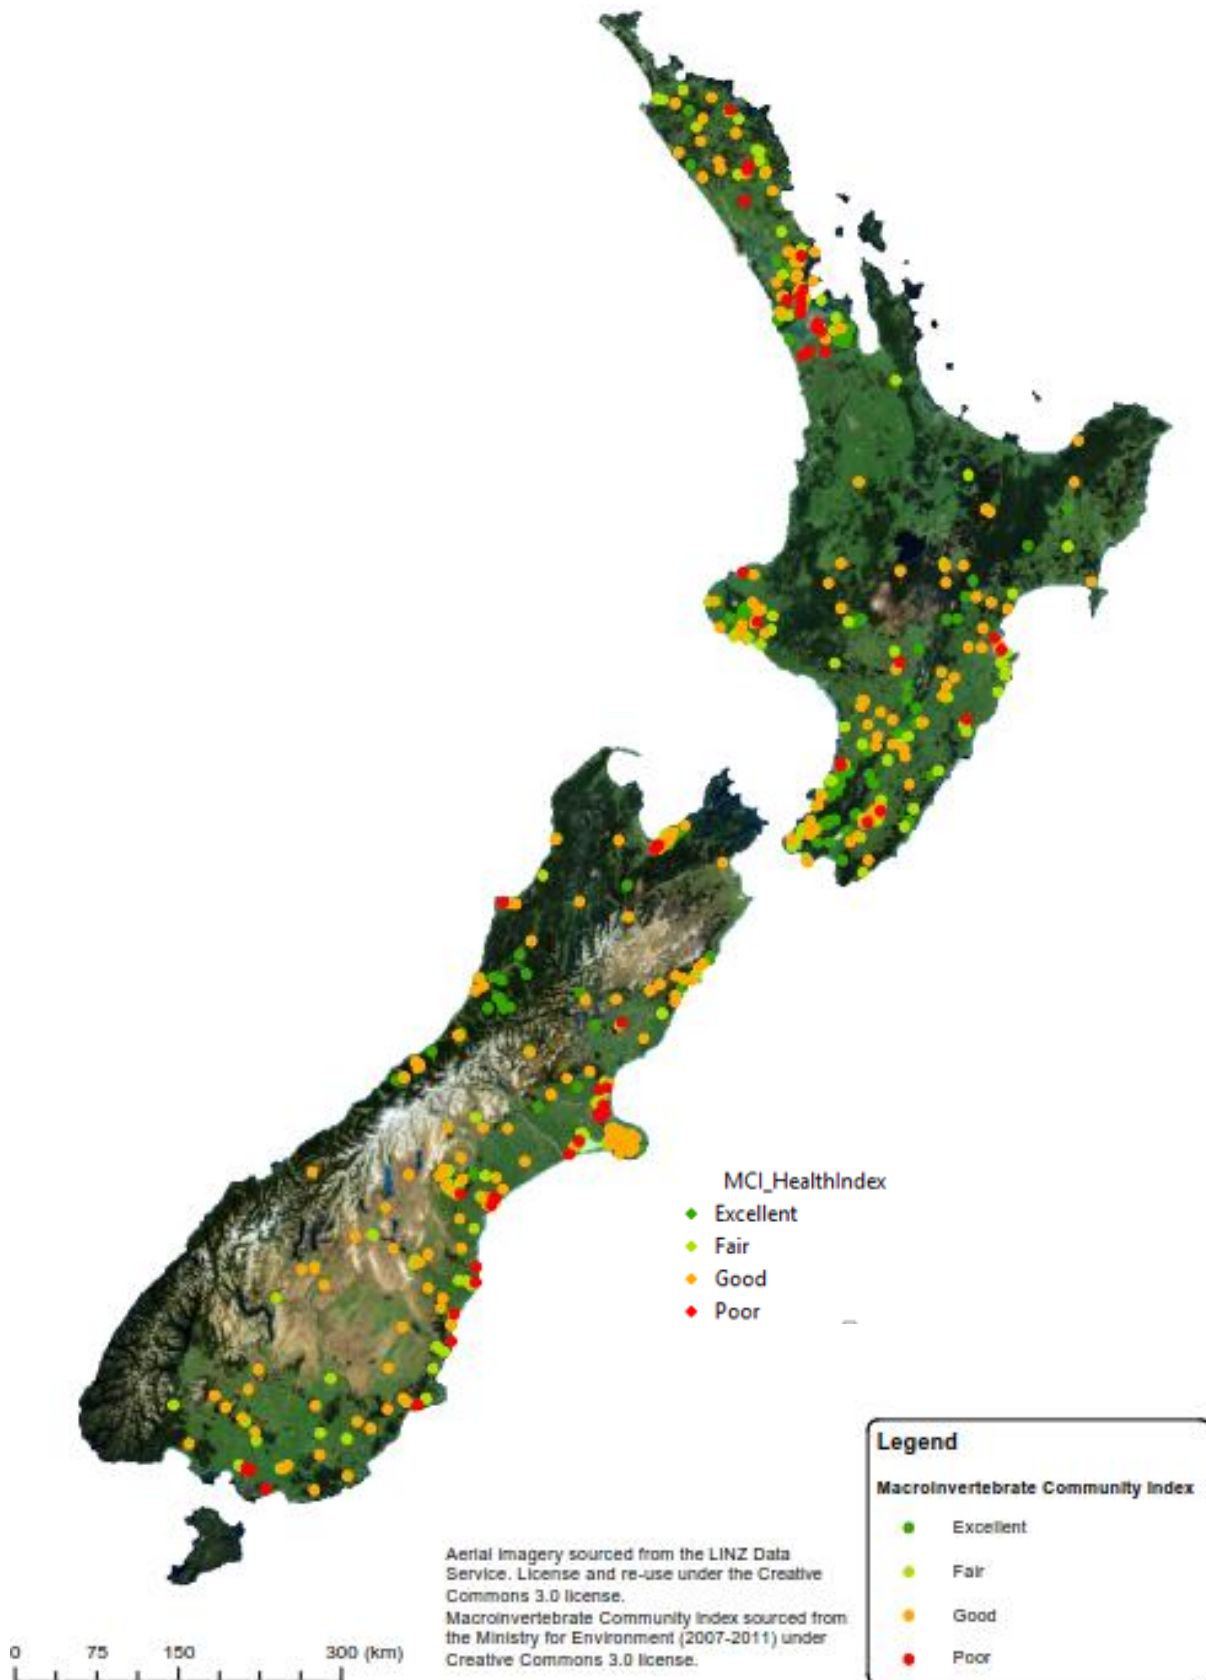 MCI_HealthIndex
Excellent
Fair
Good
Poor
Legend
Macroinvertebrate Community Index
Excellent
Fair
Good
Poor
Aerial Imagery sourced from the LINZ Data
Service. License and re-use under the Creative
Commons 3.0 license.
Macroinvertebrate Community Index sourced from
the Ministry for Environment (2007-2011) under
Creative Commons 3.0 license.
0 75 150 300 (km)